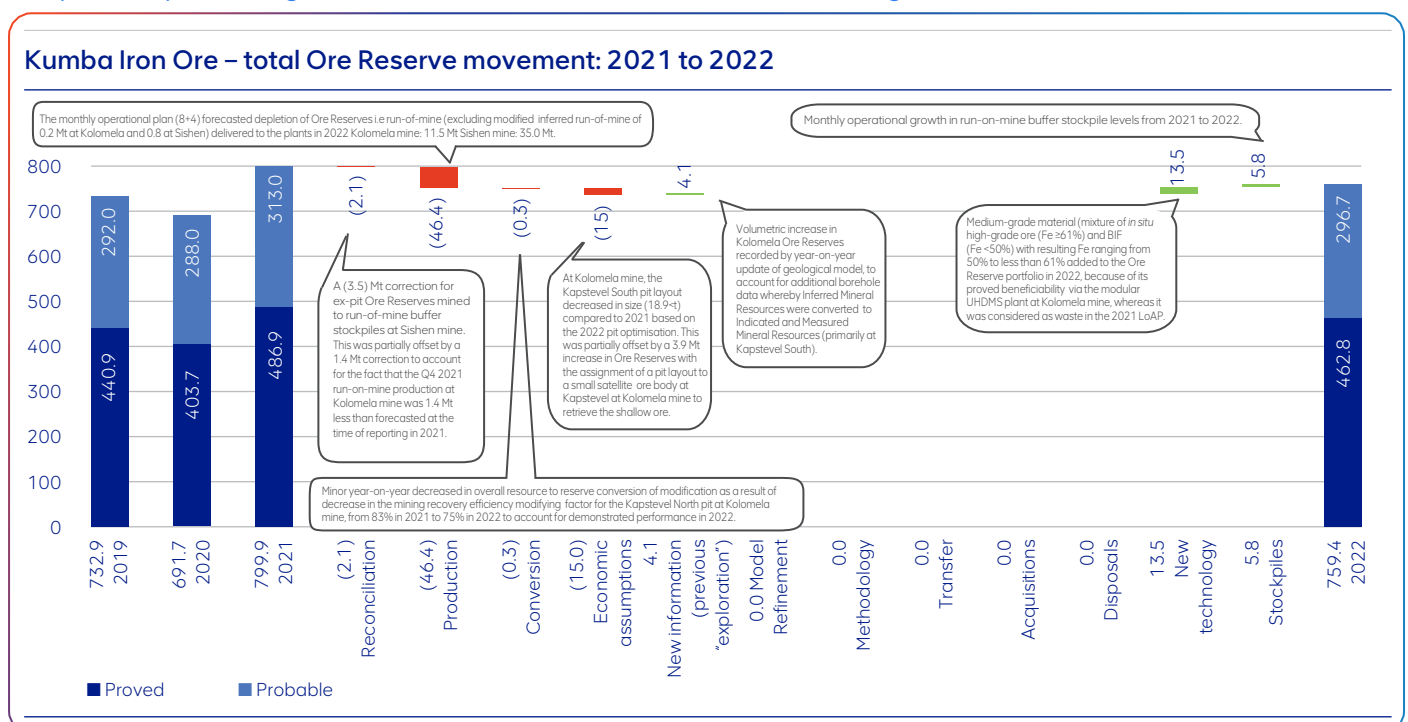 Kumba Iron Ore – total Ore Reserve movement: 2021 to 2022
The monthly operational plan (8+4) forecasted depletion of Ore Reserves i.e run-of-mine (excluding modified inferred run-of-mine of
0.2 Mt at Kolomela and 0.8 at Sishen) delivered to the plants in 2022 Kolomela mine: 11.5 Mt Sishen mine: 35.0 Mt.
Monthly operational growth in run-on-mine buffer stockpile levels from 2021 to 2022.
800
700
600
500
400
300
200
100
0
292.0
440.9
288.0
403.7
313.0
486.9
(2.1)
(46.4)
(0.3)
(15)
4.1
13.5
5.8
296.7
462.8
A (3.5) Mt correction for
ex-pit Ore Reserves mined
to run-of-mine buffer
stockpiles at Sishen mine.
This was partially offset by a
1.4 Mt correction to account
for the fact that the Q4 2021
run-on-mine production at
Kolomela mine was 1.4 Mt
less than forecasted at the
time of reporting in 2021.
At Kolomela mine, the
Kapstevel South pit layout
decreased in size (18.9<t)
compared to 2021 based on
the 2022 pit optimisation. This
was partially offset by a 3.9 Mt
increase in Ore Reserves with
the assignment of a pit layout to
a small satellite ore body at
Kapstevel at Kolomela mine to
retrieve the shallow ore.
Volumetric increase in
Kolomela Ore Reserves
recorded by year-on-year
update of geological model, to
account for additional borehole
data whereby Inferred Mineral
Resources were converted to
Indicated and Measured
Mineral Resources (primarily at
Kapstevel South).
Medium-grade material (mixture of in situ
high-grade ore (Fe ≥61%) and BIF
(Fe <50%) with resulting Fe ranging from
50% to less than 61% added to the Ore
Reserve portfolio in 2022, because of its
proved beneficiability via the modular
UHDMS plant at Kolomela mine, whereas it
was considered as waste in the 2021 LoAP.
Minor year-on-year decreased in overall resource to reserve conversion of modification as a result of
decrease in the mining recovery efficiency modifying factor for the Kapstevel North pit at Kolomela
mine, from 83% in 2021 to 75% in 2022 to account for demonstrated performance in 2022.
732.9
2019
691.7
2020
799.9
2021
(2.1)
Reconciliation
(46.4)
Production
(0.3)
Conversion
(15.0)
Economic
assumptions
4.1
New information
(previous
"exploration")
0.0 Model
Refinement
0.0
Methodology
0.0
Transfer
0.0
Acquisitions
0.0
Disposals
13.5
New
technology
5.8
Stockpiles
759.4
2022
Proved
Probable